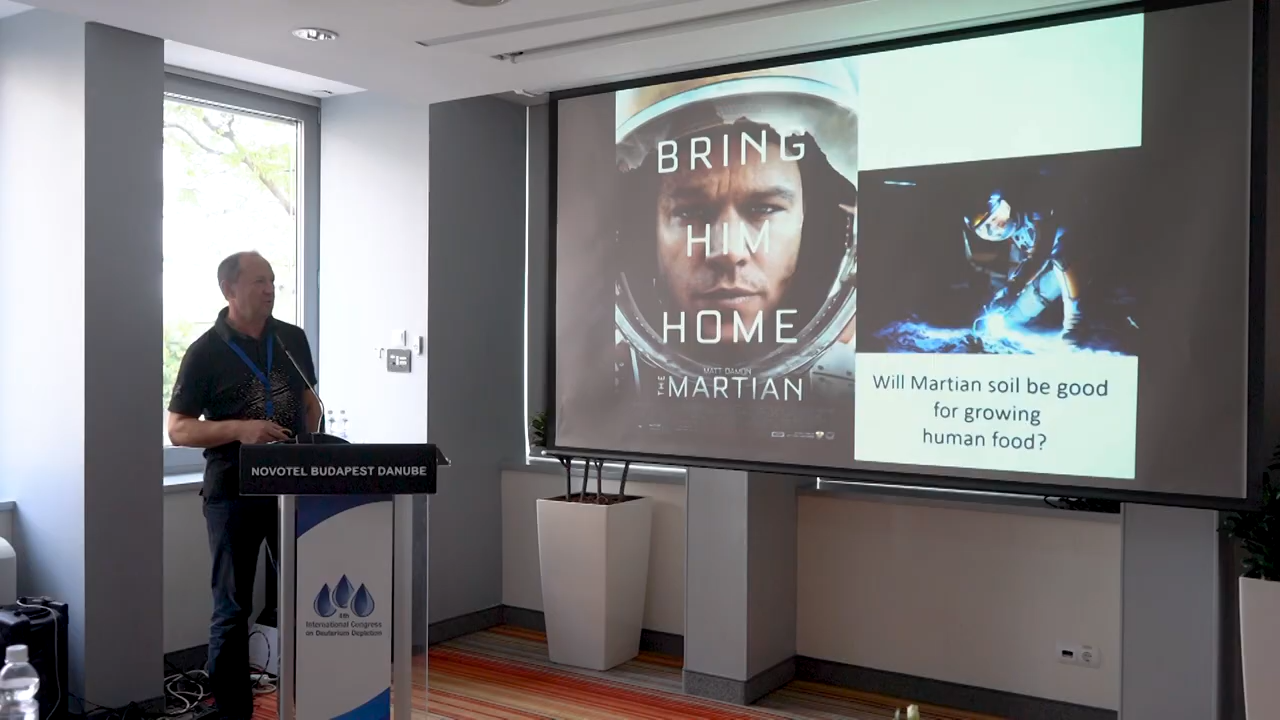 BRING
HIM
HOME
MATT DAMON
THE MARTIAN
Will Martian soil be good
for growing
human food?
NOVOTEL BUDAPEST DANUBE
International Congress
on Deuterium Depletion